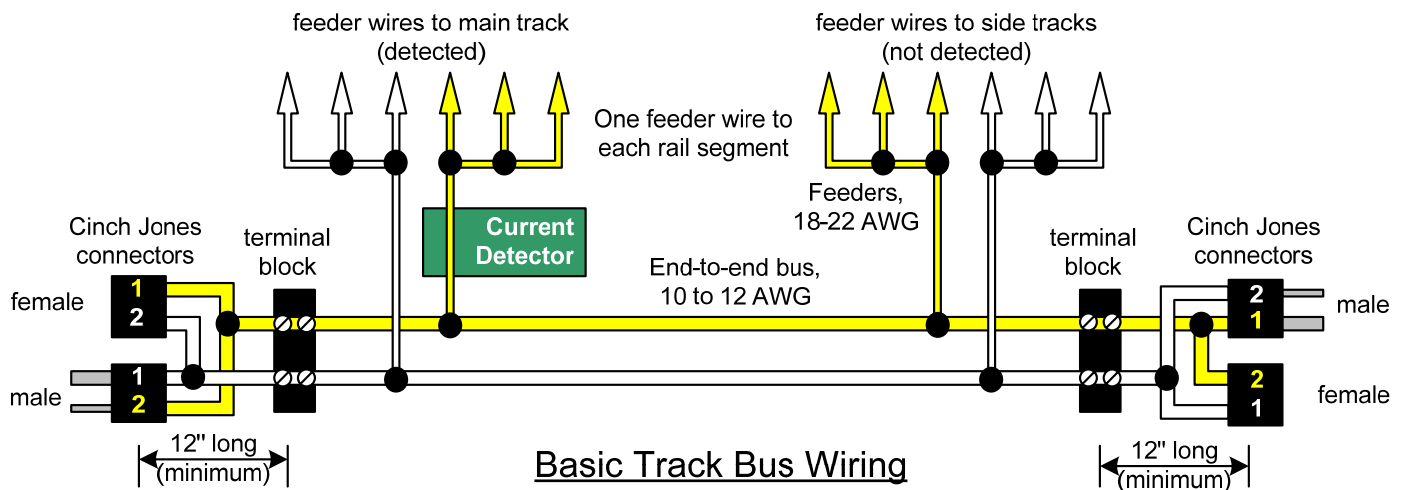 feeder wires to main track
(detected)
feeder wires to side tracks
(not detected)
One feeder wire to
each rail segment
Feeders,
18-22 AWG
Cinch Jones
connectors
terminal
block
Current
Detector
End-to-end bus,
10 to 12 AWG
terminal
block
Cinch Jones
connectors
female
1
2
male
1
2
2
1
male
2
1
female
12" long
(minimum)
Basic Track Bus Wiring
12" long
(minimum)